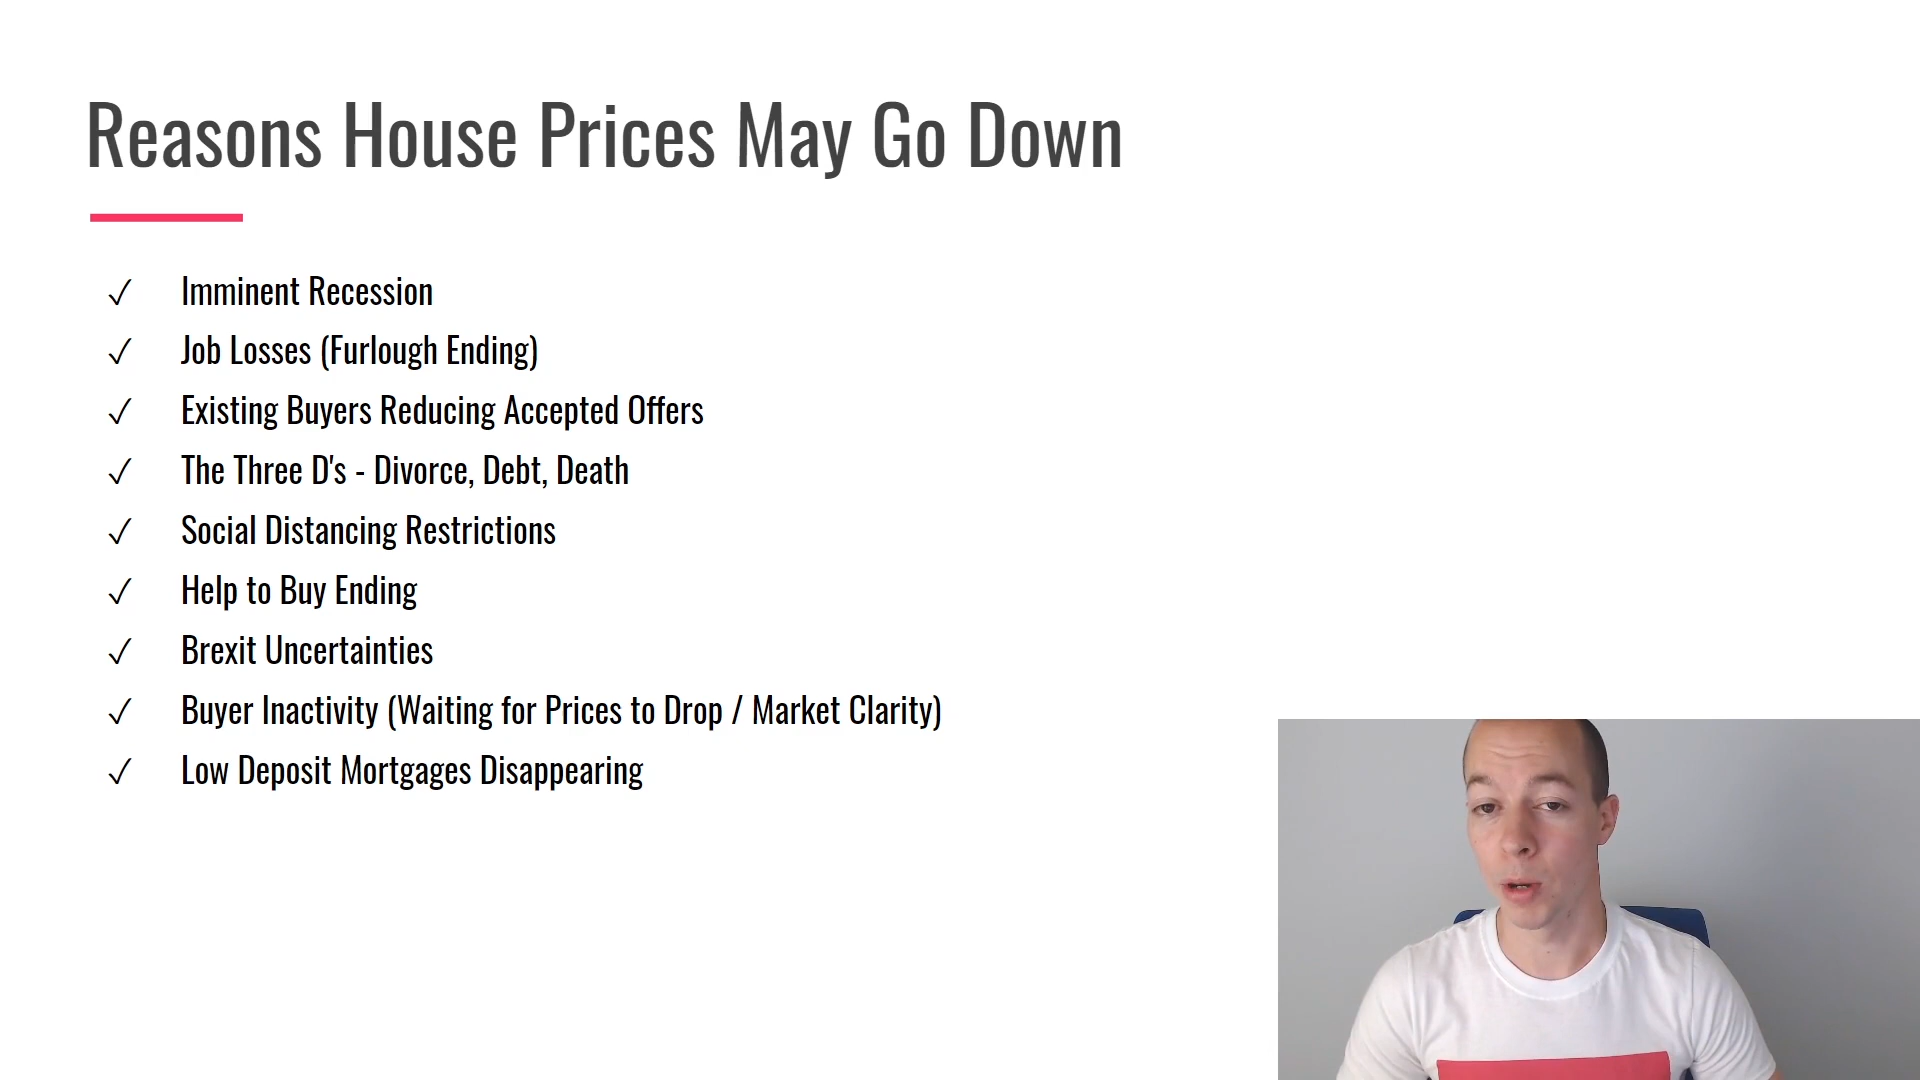 Reasons House Prices May Go Down
Imminent Recession
Job Losses (Furlough Ending)
Existing Buyers Reducing Accepted Offers
The Three D's - Divorce, Debt, Death
Social Distancing Restrictions
Help to Buy Ending
Brexit Uncertainties
Buyer Inactivity (Waiting for Prices to Drop / Market Clarity)
Low Deposit Mortgages Disappearing